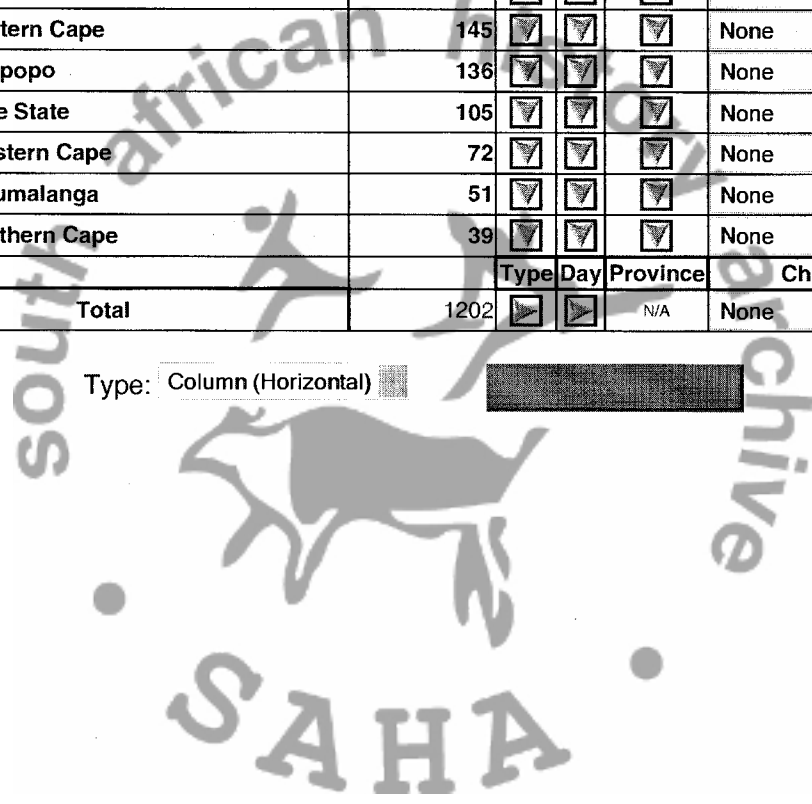 tern Cape 145 None
popo 136 None
e State 105 None
stern Cape 72 None
umalanga 51 None
thern Cape 39 None
Type Day Province Ch
Total 1202 N/A None
Type: Column (Horizontal)
south african history archive
SAHA